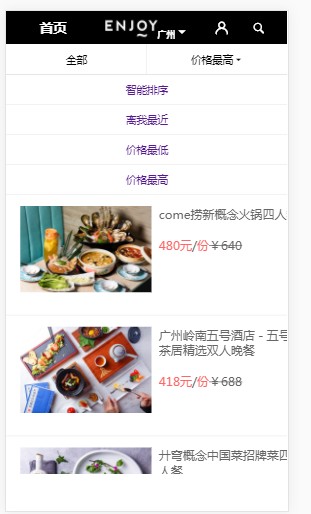 首页
ENJOY
广州
全部
价格最高
智能排序
离我最近
价格最低
价格最高
come捞新概念火锅四人
480元/份 ¥640
广州岭南五号酒店 - 五号
茶居精选双人晚餐
418元/份 ¥688
廾穹概念中国菜招牌菜四
人餐